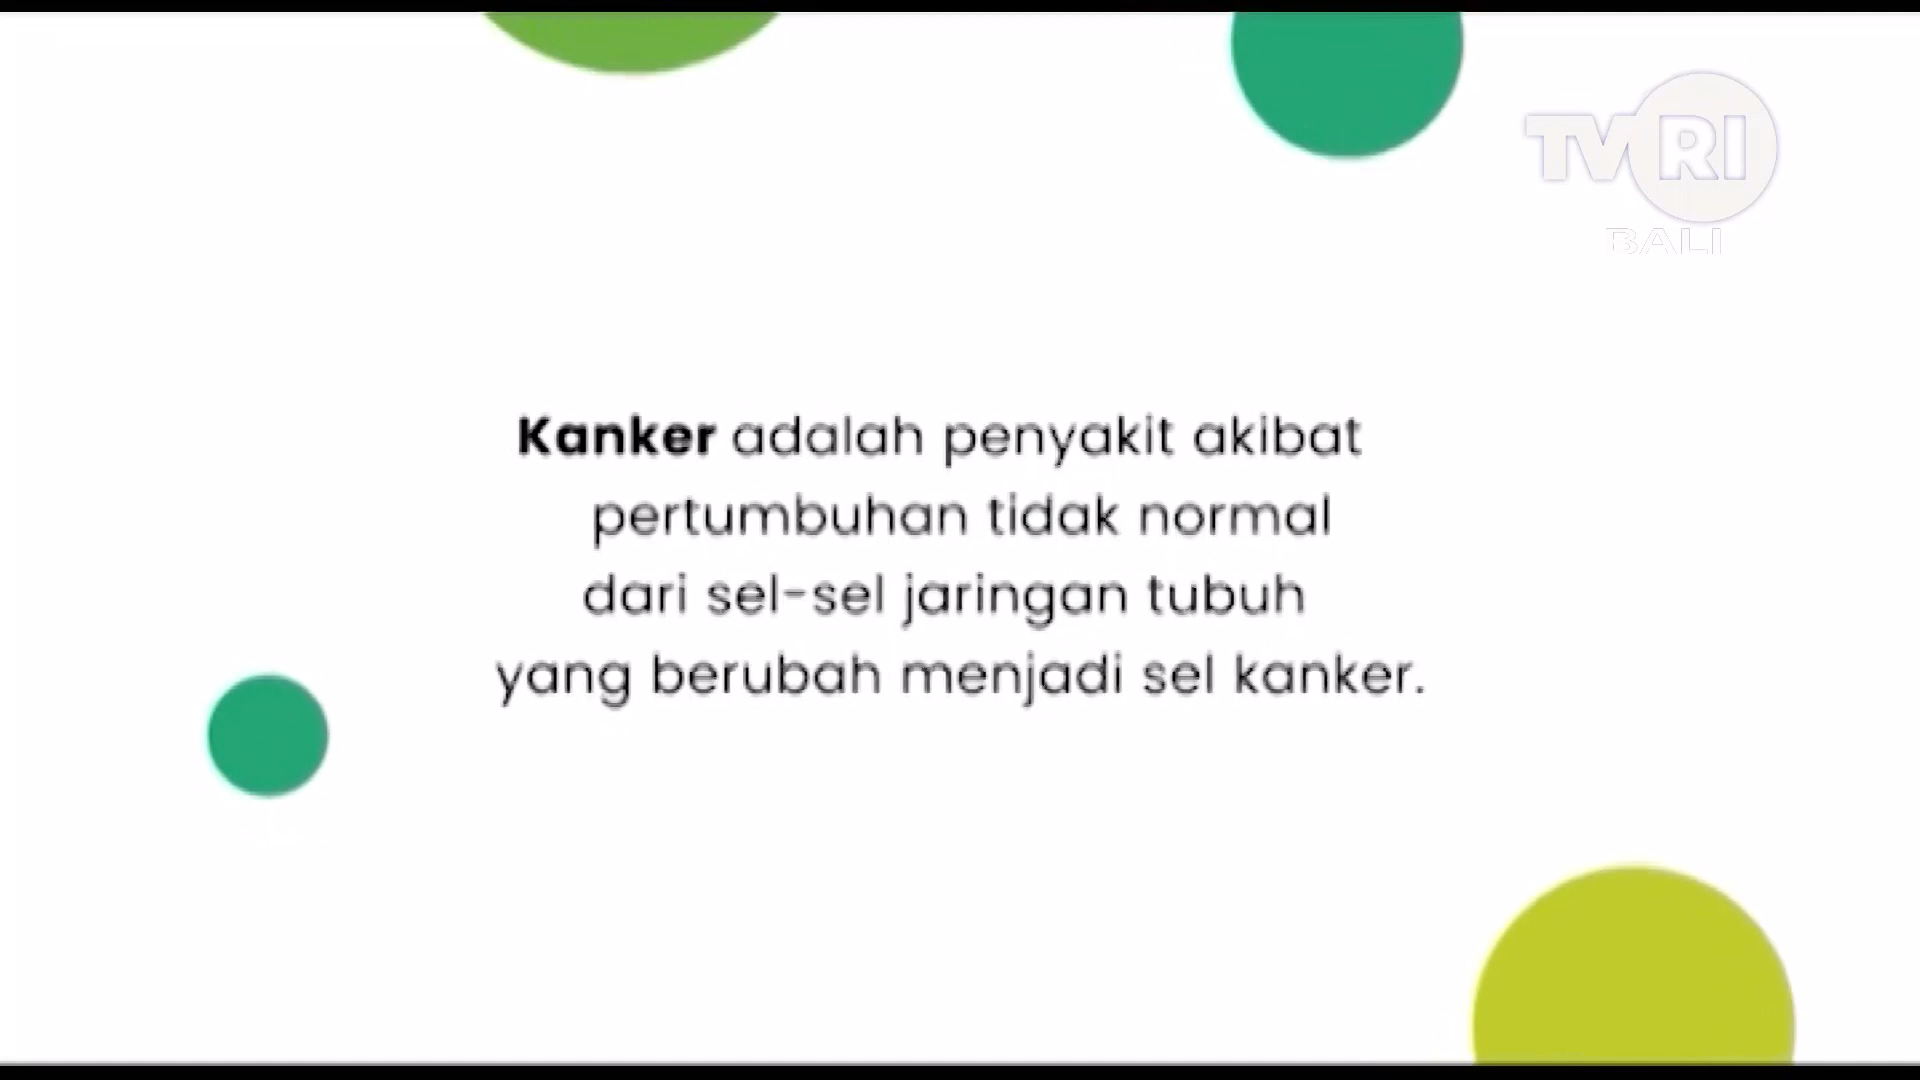 TVRI
BALI
Kanker adalah penyakit akibat
pertumbuhan tidak normal
dari sel-sel jaringan tubuh
yang berubah menjadi sel kanker.